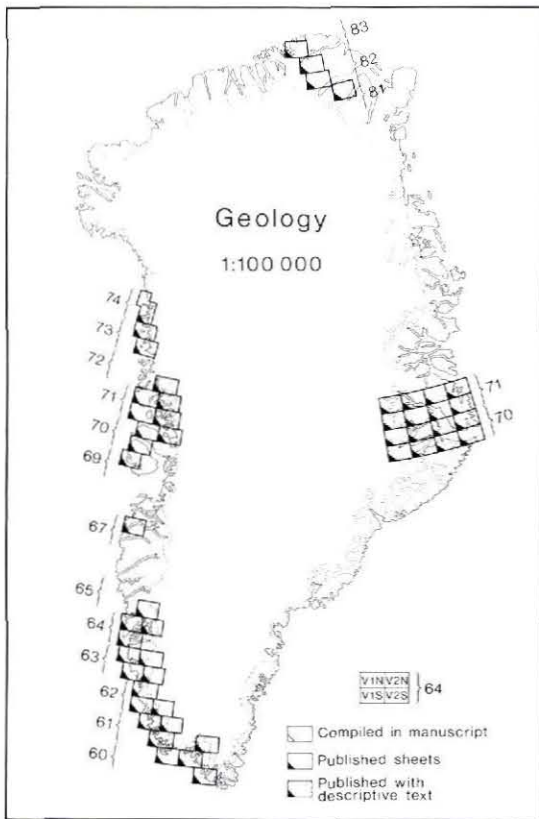 83
82
81
Geology
1:100 000
74
73
72
71
70
69
71
70
67
65
64
63
62
61
60
V1N V2N
V1S V2S
64
Compiled in manuscript
Published sheets
Published with
descriptive text